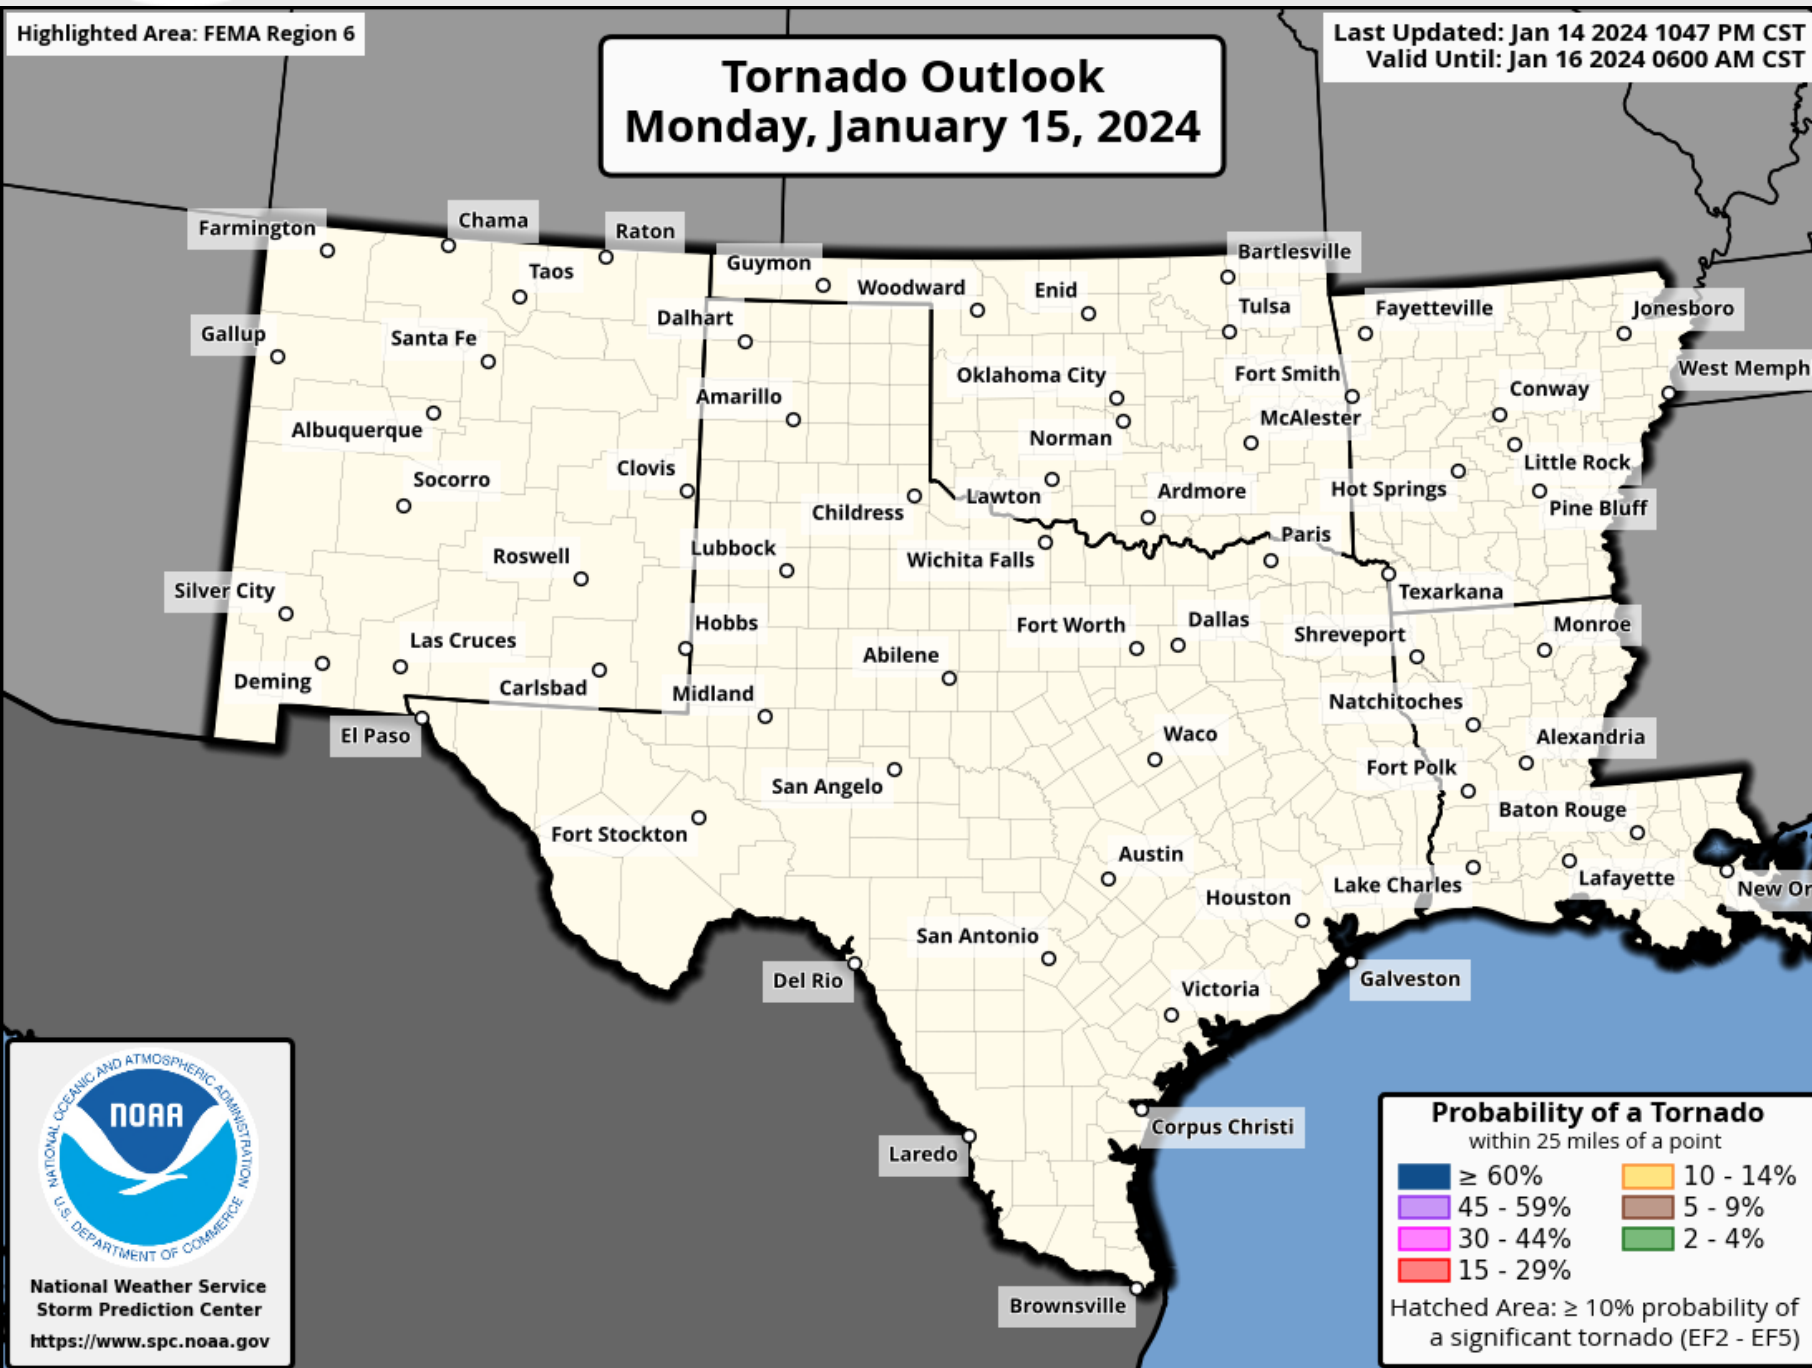 Highlighted Area: FEMA Region 6
Last Updated: Jan 14 2024 1047 PM CST
Valid Until: Jan 16 2024 0600 AM CST
Tornado Outlook
Monday, January 15, 2024
Farmington
Chama
Raton
Taos
Guymon
Woodward
Enid
Bartlesville
Tulsa
Fayetteville
Jonesboro
Gallup
Santa Fe
Dalhart
Oklahoma City
Fort Smith
West Memph
Amarillo
Conway
Albuquerque
Norman
McAlester
Socorro
Clovis
Little Rock
Childress
Lawton
Ardmore
Hot Springs
Pine Bluff
Roswell
Lubbock
Wichita Falls
Paris
Silver City
Texarkana
Las Cruces
Hobbs
Fort Worth
Dallas
Shreveport
Monroe
Deming
Carlsbad
Midland
Abilene
Natchitoches
El Paso
Waco
Alexandria
San Angelo
Fort Polk
Fort Stockton
Baton Rouge
Austin
Houston
Lake Charles
Lafayette
New Or
San Antonio
Del Rio
Victoria
Galveston
Corpus Christi
Laredo
Brownsville
NATIONAL OCEANIC AND ATMOSPHERIC ADMINISTRATION
NOAA
U.S. DEPARTMENT OF COMMERCE
National Weather Service
Storm Prediction Center
https://www.spc.noaa.gov
Probability of a Tornado
within 25 miles of a point
≥ 60%
10 - 14%
45 - 59%
5 - 9%
30 - 44%
2 - 4%
15 - 29%
Hatched Area: ≥ 10% probability of
a significant tornado (EF2 - EF5)